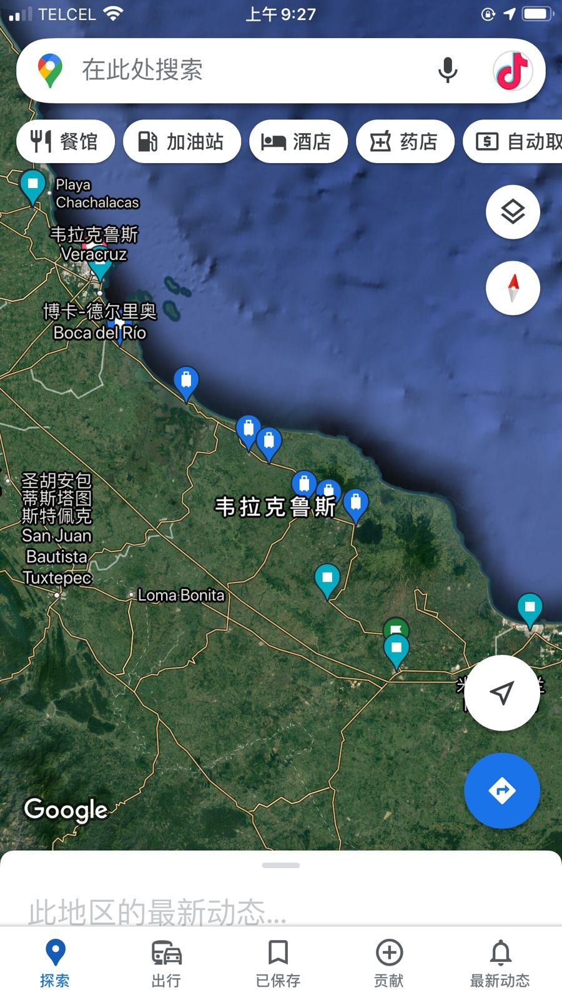 TELCEL
上午9:27
在此处搜索
餐馆
加油站
酒店
药店
自动取
Playa
Chachalacas
韦拉克鲁斯
Veracruz
博卡-德尔里奥
Boca del Río
韦拉克鲁斯
圣胡安包
蒂斯塔图
斯特佩克
San Juan
Bautista
Tuxtepec
Loma Bonita
Google
此地区的最新动态...
探索
出行
已保存
贡献
最新动态